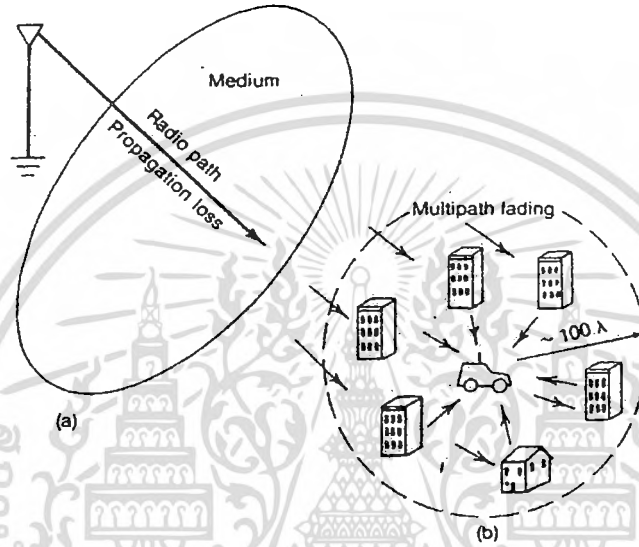 Medium
Radio path
Propagation loss
Multipath fading
~ 100 λ
(a)
(b)